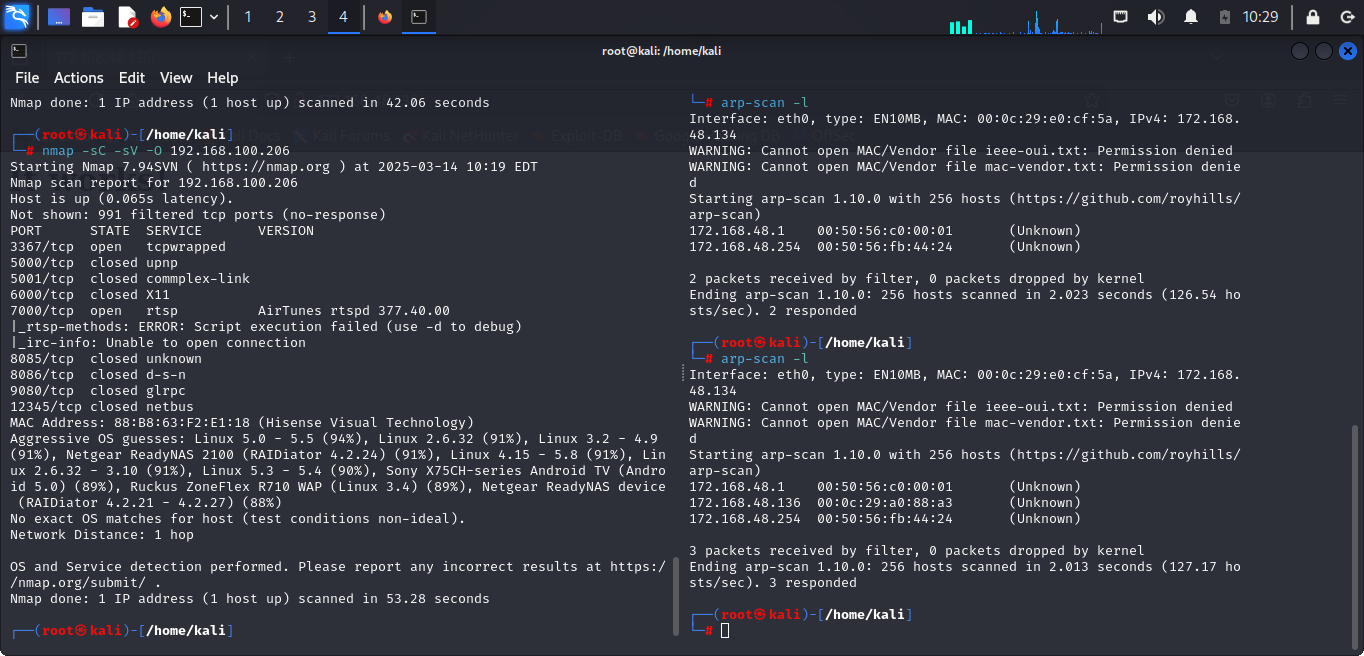 1 2 3 4 10:29
root@kali: /home/kali
File Actions Edit View Help
Nmap done: 1 IP address (1 host up) scanned in 42.06 seconds
┌──(root㉿kali)-[/home/kali]
└─# nmap -sC -sV -O 192.168.100.206
Starting Nmap 7.94SVN ( https://nmap.org ) at 2025-03-14 10:19 EDT
Nmap scan report for 192.168.100.206
Host is up (0.065s latency).
Not shown: 991 filtered tcp ports (no-response)
PORT      STATE  SERVICE       VERSION
3367/tcp  open   tcpwrapped
5000/tcp  closed upnp
5001/tcp  closed commplex-link
6000/tcp  closed X11
7000/tcp  open   rtsp          AirTunes rtspd 377.40.00
|_rtsp-methods: ERROR: Script execution failed (use -d to debug)
|_irc-info: Unable to open connection
8085/tcp  closed unknown
8086/tcp  closed d-s-n
9080/tcp  closed glrpc
12345/tcp closed netbus
MAC Address: 88:B8:63:F2:E1:18 (Hisense Visual Technology)
Aggressive OS guesses: Linux 5.0 - 5.5 (94%), Linux 2.6.32 (91%), Linux 3.2 - 4.9
(91%), Netgear ReadyNAS 2100 (RAIDiator 4.2.24) (91%), Linux 4.15 - 5.8 (91%), Lin
ux 2.6.32 - 3.10 (91%), Linux 5.3 - 5.4 (90%), Sony X75CH-series Android TV (Andro
id 5.0) (89%), Ruckus ZoneFlex R710 WAP (Linux 3.4) (89%), Netgear ReadyNAS device
(RAIDiator 4.2.21 - 4.2.27) (88%)
No exact OS matches for host (test conditions non-ideal).
Network Distance: 1 hop
OS and Service detection performed. Please report any incorrect results at https:/
/nmap.org/submit/ .
Nmap done: 1 IP address (1 host up) scanned in 53.28 seconds
┌──(root㉿kali)-[/home/kali]
└─# arp-scan -l
Interface: eth0, type: EN10MB, MAC: 00:0c:29:e0:cf:5a, IPv4: 172.168.
48.134
WARNING: Cannot open MAC/Vendor file ieee-oui.txt: Permission denied
WARNING: Cannot open MAC/Vendor file mac-vendor.txt: Permission denie
d
Starting arp-scan 1.10.0 with 256 hosts (https://github.com/royhills/
arp-scan)
172.168.48.1    00:50:56:c0:00:01       (Unknown)
172.168.48.254  00:50:56:fb:44:24       (Unknown)
2 packets received by filter, 0 packets dropped by kernel
Ending arp-scan 1.10.0: 256 hosts scanned in 2.023 seconds (126.54 ho
sts/sec). 2 responded
┌──(root㉿kali)-[/home/kali]
└─# arp-scan -l
Interface: eth0, type: EN10MB, MAC: 00:0c:29:e0:cf:5a, IPv4: 172.168.
48.134
WARNING: Cannot open MAC/Vendor file ieee-oui.txt: Permission denied
WARNING: Cannot open MAC/Vendor file mac-vendor.txt: Permission denie
d
Starting arp-scan 1.10.0 with 256 hosts (https://github.com/royhills/
arp-scan)
172.168.48.1    00:50:56:c0:00:01       (Unknown)
172.168.48.136  00:0c:29:a0:88:a3       (Unknown)
172.168.48.254  00:50:56:fb:44:24       (Unknown)
3 packets received by filter, 0 packets dropped by kernel
Ending arp-scan 1.10.0: 256 hosts scanned in 2.013 seconds (127.17 ho
sts/sec). 3 responded
┌──(root㉿kali)-[/home/kali]
└─#